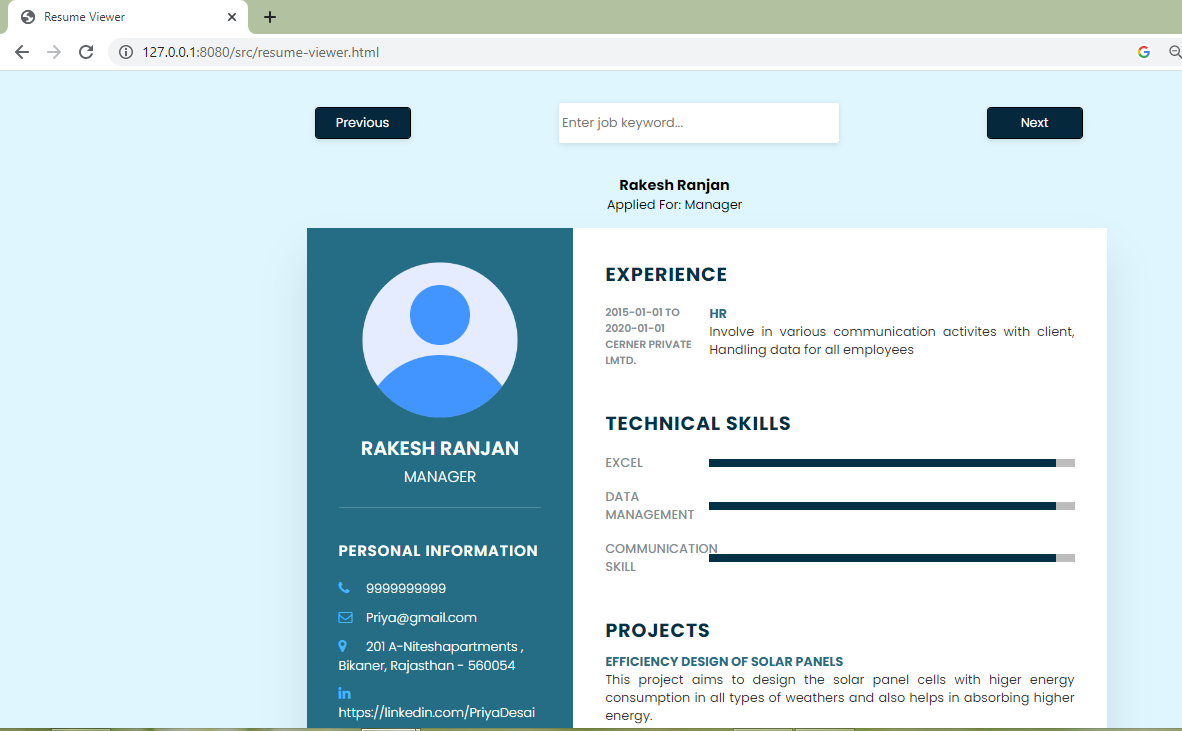 Resume Viewer
127.0.0.1:8080/src/resume-viewer.html
Previous
Enter job keyword...
Next
Rakesh Ranjan
Applied For: Manager
RAKESH RANJAN
MANAGER
PERSONAL INFORMATION
9999999999
Priya@gmail.com
201 A-Niteshapartments ,
Bikaner, Rajasthan - 560054
in
https://linkedin.com/PriyaDesai
EXPERIENCE
2015-01-01 TO
2020-01-01
CERNER PRIVATE
LMTD.
HR
Involve in various communication activites with client,
Handling data for all employees
TECHNICAL SKILLS
EXCEL
DATA
MANAGEMENT
COMMUNICATION
SKILL
PROJECTS
EFFICIENCY DESIGN OF SOLAR PANELS
This project aims to design the solar panel cells with higer energy
consumption in all types of weathers and also helps in absorbing higher
energy.